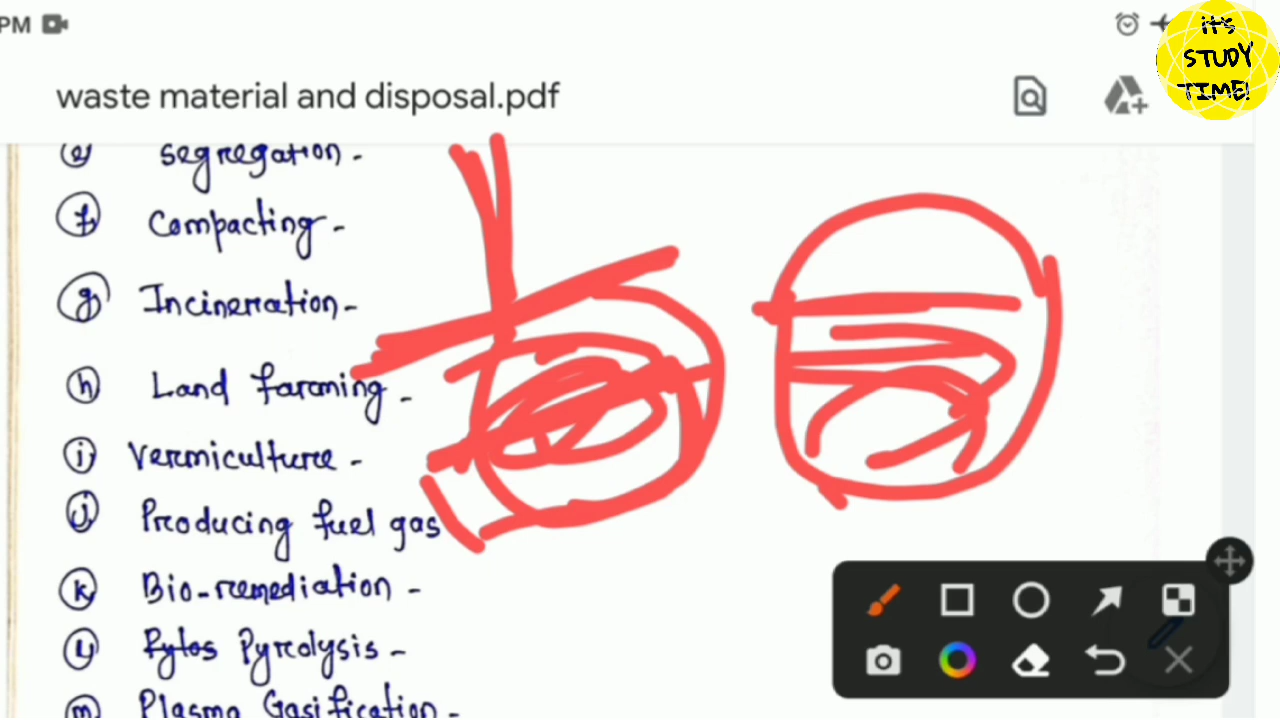 PM
it's
STUDY
TIME!
waste material and disposal.pdf
(e) Segregation -
(f) Compacting -
(g) Incineration -
(h) Land farming -
(i) Vermiculture -
(j) Producing fuel gas
(k) Bio-remediation -
(l) Pylos Pyrolysis -
(m) Plasma Gasification -